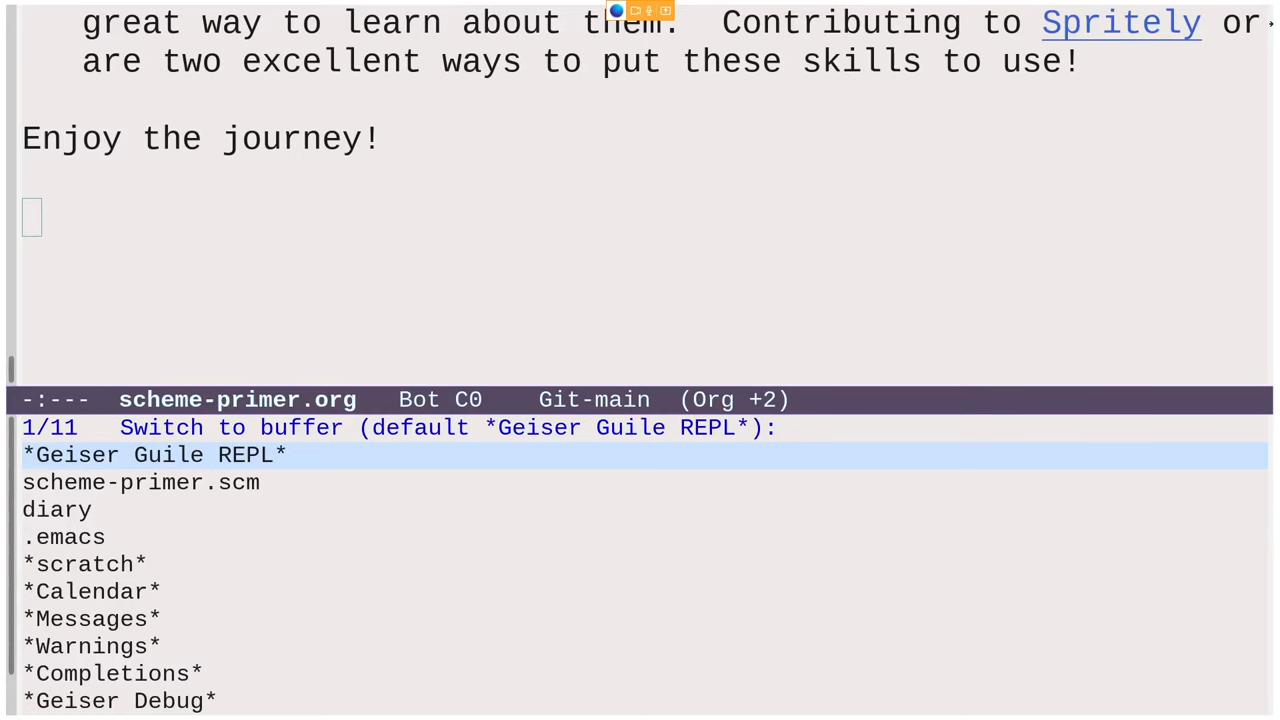 great way to learn about them.  Contributing to Spritely or
are two excellent ways to put these skills to use!
Enjoy the journey!
-:---  scheme-primer.org   Bot C0    Git-main  (Org +2)
1/11   Switch to buffer (default *Geiser Guile REPL*):
*Geiser Guile REPL*
scheme-primer.scm
diary
.emacs
*scratch*
*Calendar*
*Messages*
*Warnings*
*Completions*
*Geiser Debug*